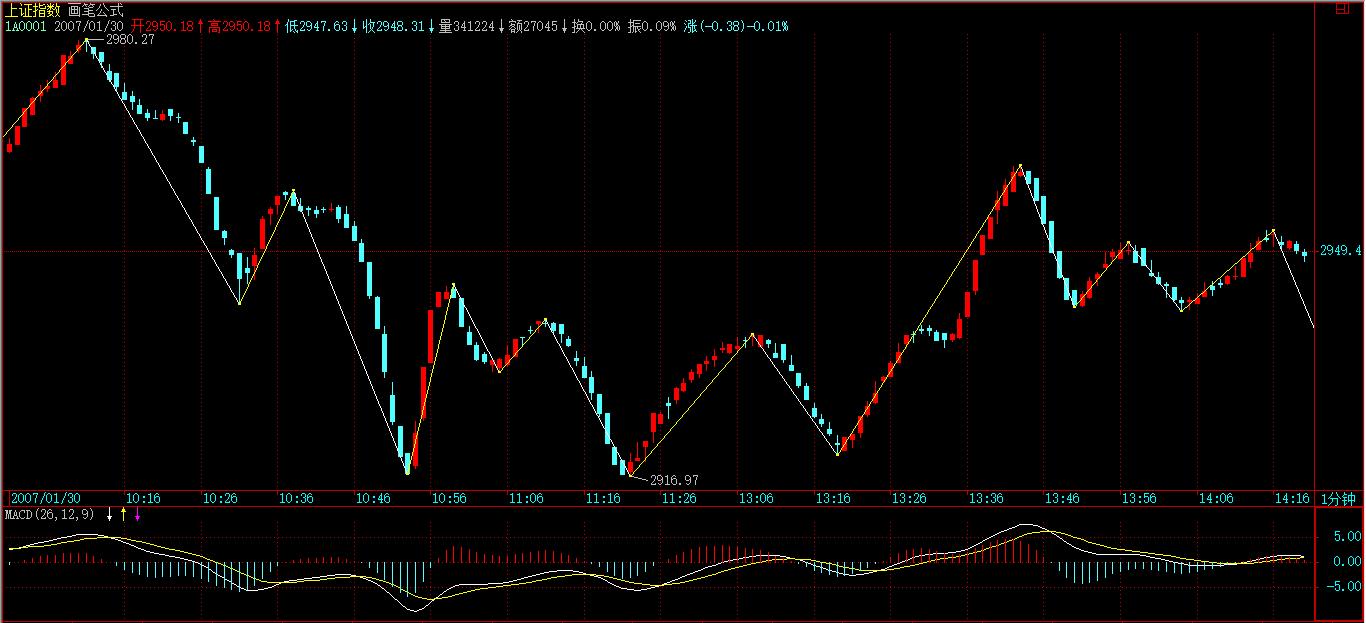 上证指数 画笔公式
1A0001 2007/01/30 开2950.18↑高2950.18↑低2947.63↓收2948.31↓量341224↓额27045↓换0.00% 振0.09% 涨(-0.38)-0.01%
2980.27
2949.4
2916.97
2007/01/30 10:16 10:26 10:36 10:46 10:56 11:06 11:16 11:26 13:06 13:16 13:26 13:36 13:46 13:56 14:06 14:16 1分钟
MACD(26,12,9) ↓ ↑ ↓
5.00
0.00
-5.00